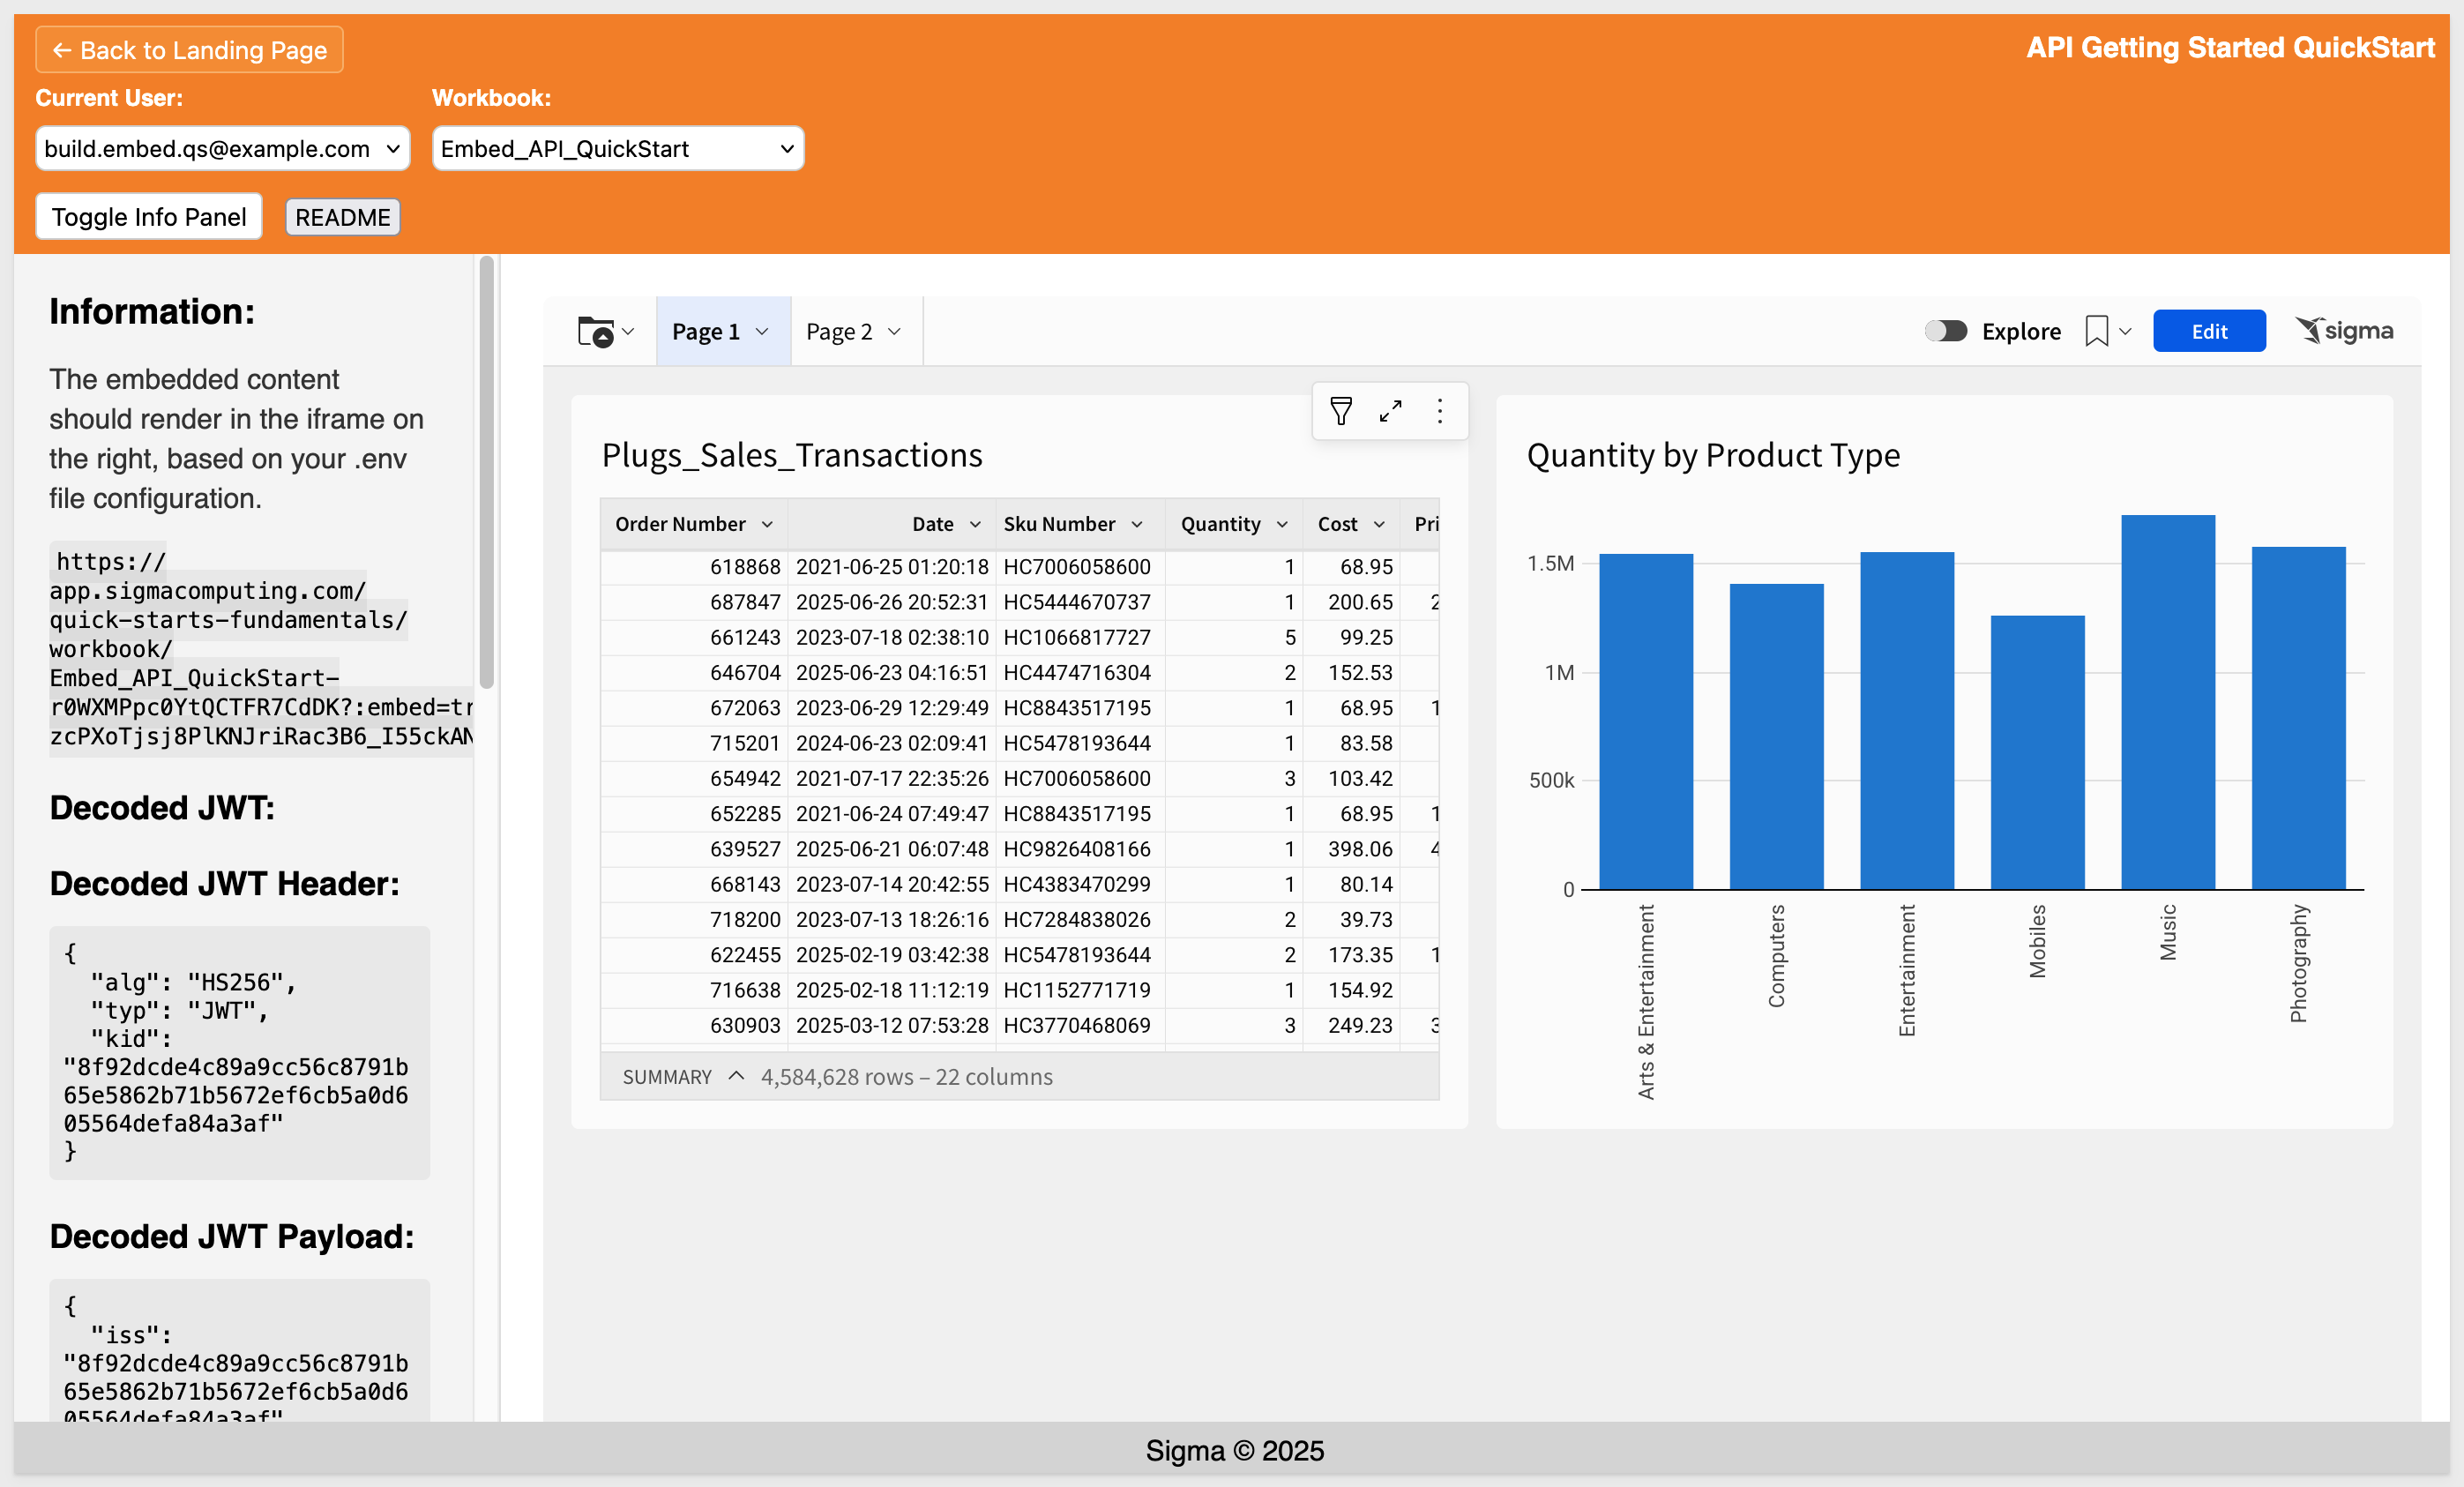 ← Back to Landing Page
API Getting Started QuickStart
Current User:
Workbook:
build.embed.qs@example.com
Embed_API_QuickStart
Toggle Info Panel
README
Information:
The embedded content
should render in the iframe on
the right, based on your .env
file configuration.
https://
app.sigmacomputing.com/
quick-starts-fundamentals/
workbook/
Embed_API_QuickStart-
r0WXMPpc0YtQCTFR7CdDK?:embed=tr
zcPXoTjsj8PlKNJriRac3B6_I55ckAN
Decoded JWT:
Decoded JWT Header:
{
"alg": "HS256",
"typ": "JWT",
"kid":
"8f92dcde4c89a9cc56c8791b
65e5862b71b5672ef6cb5a0d6
05564defa84a3af"
}
Decoded JWT Payload:
{
"iss":
"8f92dcde4c89a9cc56c8791b
65e5862b71b5672ef6cb5a0d6
05564defa84a3af"
Page 1
Page 2
Explore
Edit
sigma
Plugs_Sales_Transactions
Order Number Date Sku Number Quantity Cost Pri
618868 2021-06-25 01:20:18 HC7006058600 1 68.95
687847 2025-06-26 20:52:31 HC5444670737 1 200.65 2
661243 2023-07-18 02:38:10 HC1066817727 5 99.25
646704 2025-06-23 04:16:51 HC4474716304 2 152.53
672063 2023-06-29 12:29:49 HC8843517195 1 68.95 1
715201 2024-06-23 02:09:41 HC5478193644 1 83.58
654942 2021-07-17 22:35:26 HC7006058600 3 103.42
652285 2021-06-24 07:49:47 HC8843517195 1 68.95 1
639527 2025-06-21 06:07:48 HC9826408166 1 398.06 4
668143 2023-07-14 20:42:55 HC4383470299 1 80.14
718200 2023-07-13 18:26:16 HC7284838026 2 39.73
622455 2025-02-19 03:42:38 HC5478193644 2 173.35 1
716638 2025-02-18 11:12:19 HC1152771719 1 154.92
630903 2025-03-12 07:53:28 HC3770468069 3 249.23 3
SUMMARY 4,584,628 rows – 22 columns
Quantity by Product Type
1.5M
1M
500k
0
Arts & Entertainment
Computers
Entertainment
Mobiles
Music
Photography
Sigma © 2025